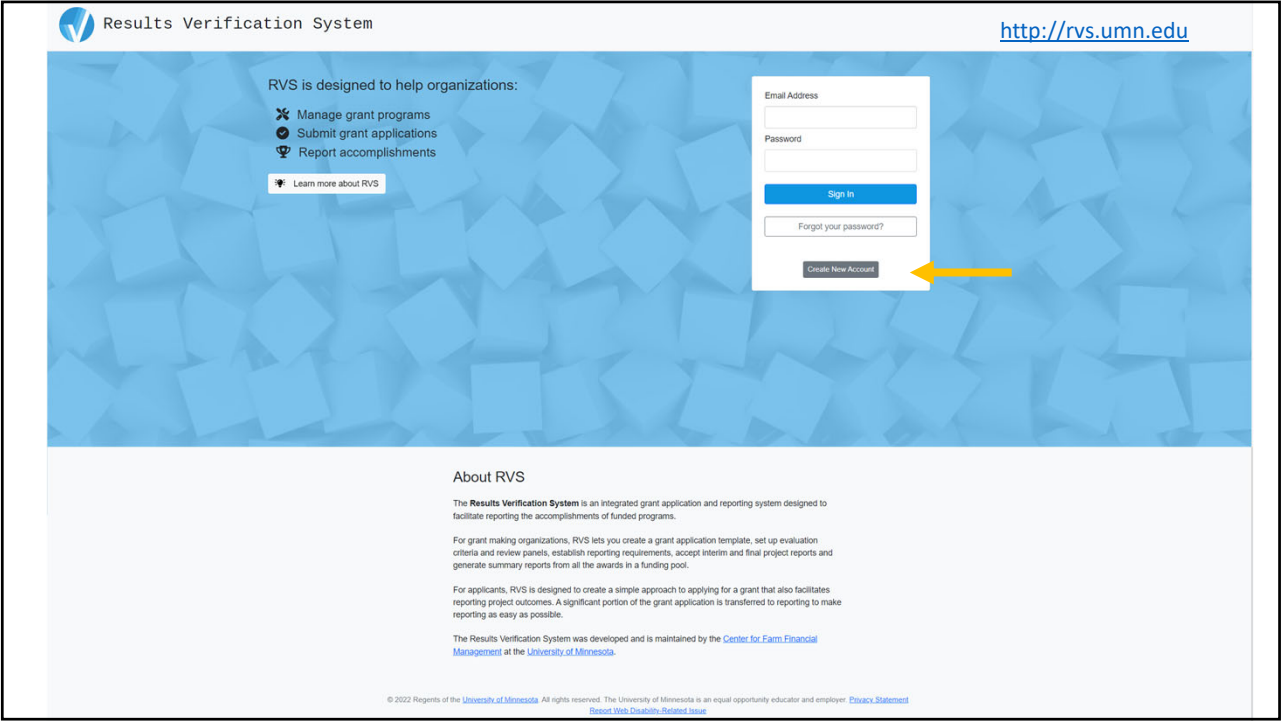 Results Verification System
http://rvs.umn.edu
RVS is designed to help organizations:
Manage grant programs
Submit grant applications
Report accomplishments
Learn more about RVS
Email Address
Password
Sign In
Forgot your password?
Create New Account
About RVS
The Results Verification System is an integrated grant application and reporting system designed to
facilitate reporting the accomplishments of funded programs.
For grant making organizations, RVS lets you create a grant application template, set up evaluation
criteria and review panels, establish reporting requirements, accept interim and final project reports and
generate summary reports from all the awards in a funding pool.
For applicants, RVS is designed to create a simple approach to applying for a grant that also facilitates
reporting project outcomes. A significant portion of the grant application is transferred to reporting to make
reporting as easy as possible.
The Results Verification System was developed and is maintained by the Center for Farm Financial
Management at the University of Minnesota.
© 2022 Regents of the University of Minnesota. All rights reserved. The University of Minnesota is an equal opportunity educator and employer. Privacy Statement
Report Web Disability-Related Issue